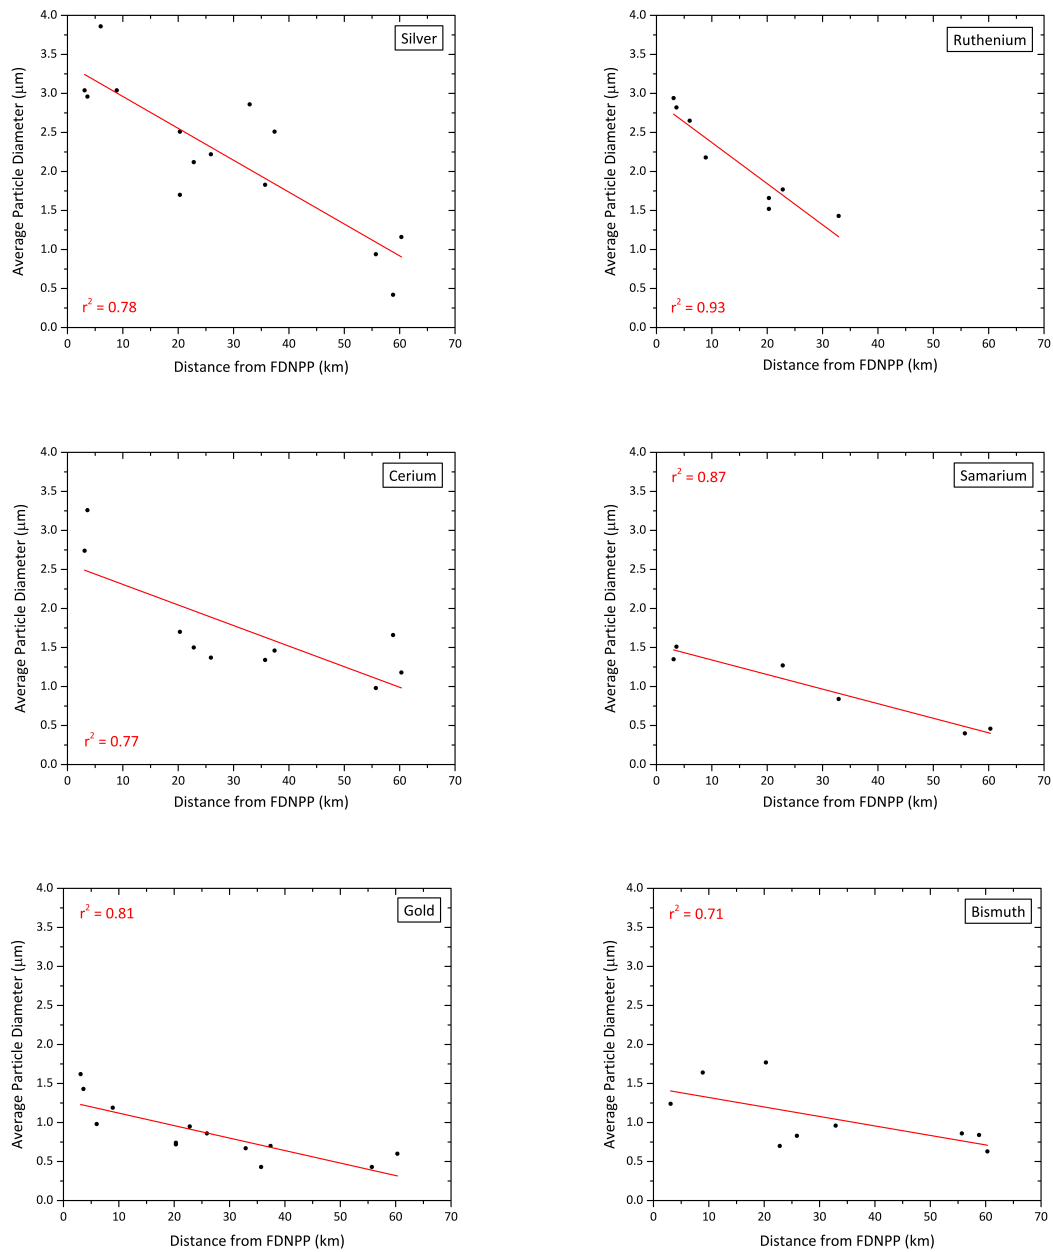 Silver
Average Particle Diameter (μm)
4.0
3.5
3.0
2.5
2.0
1.5
1.0
0.5
0.0
r² = 0.78
0 10 20 30 40 50 60 70
Distance from FDNPP (km)
Ruthenium
Average Particle Diameter (μm)
4.0
3.5
3.0
2.5
2.0
1.5
1.0
0.5
0.0
r² = 0.93
0 10 20 30 40 50 60 70
Distance from FDNPP (km)
Cerium
Average Particle Diameter (μm)
4.0
3.5
3.0
2.5
2.0
1.5
1.0
0.5
0.0
r² = 0.77
0 10 20 30 40 50 60 70
Distance from FDNPP (km)
r² = 0.87
Samarium
Average Particle Diameter (μm)
4.0
3.5
3.0
2.5
2.0
1.5
1.0
0.5
0.0
0 10 20 30 40 50 60 70
Distance from FDNPP (km)
r² = 0.81
Gold
Average Particle Diameter (μm)
4.0
3.5
3.0
2.5
2.0
1.5
1.0
0.5
0.0
0 10 20 30 40 50 60 70
Distance from FDNPP (km)
r² = 0.71
Bismuth
Average Particle Diameter (μm)
4.0
3.5
3.0
2.5
2.0
1.5
1.0
0.5
0.0
0 10 20 30 40 50 60 70
Distance from FDNPP (km)